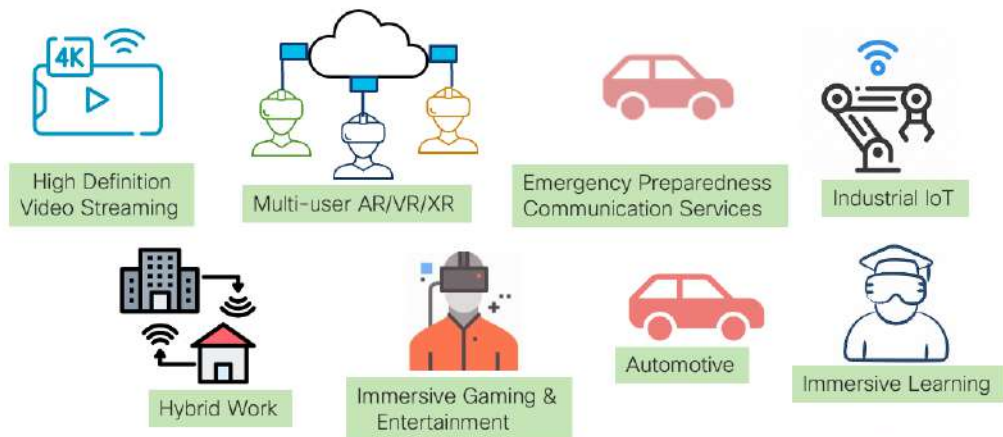 4K
High Definition
Video Streaming
Multi-user AR/VR/XR
Emergency Preparedness
Communication Services
Industrial IoT
Hybrid Work
Immersive Gaming &
Entertainment
Automotive
Immersive Learning